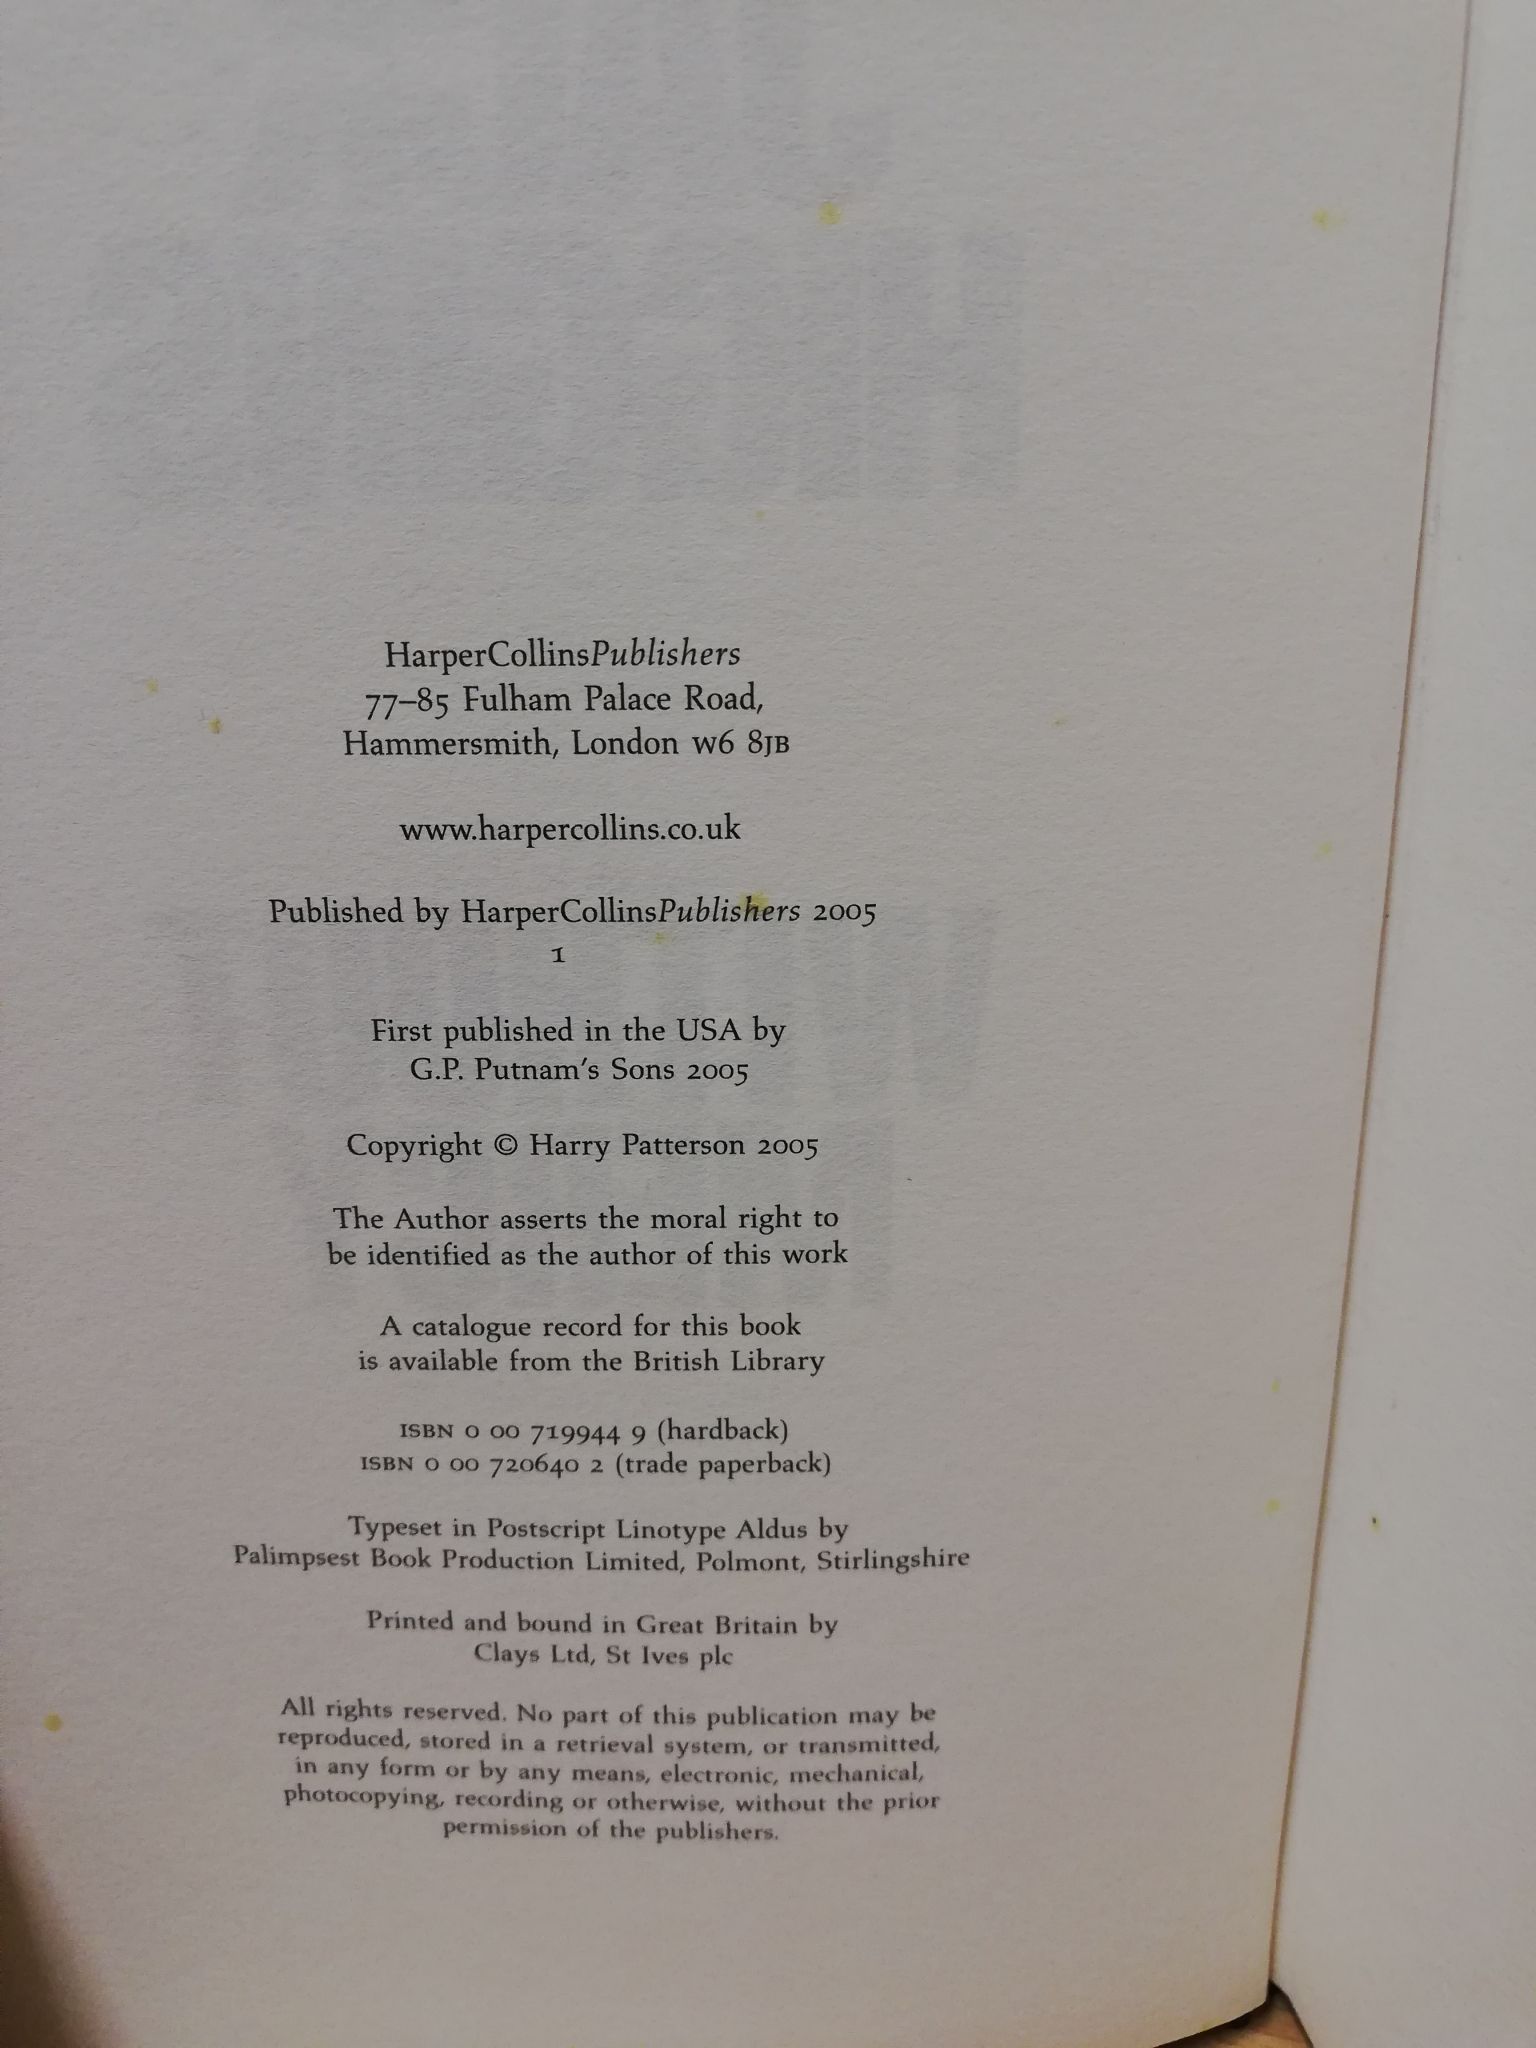 HarperCollinsPublishers
77–85 Fulham Palace Road,
Hammersmith, London W6 8JB
www.harpercollins.co.uk
Published by HarperCollinsPublishers 2005
1
First published in the USA by
G.P. Putnam's Sons 2005
Copyright © Harry Patterson 2005
The Author asserts the moral right to
be identified as the author of this work
A catalogue record for this book
is available from the British Library
ISBN 0 00 719944 9 (hardback)
ISBN 0 00 720640 2 (trade paperback)
Typeset in Postscript Linotype Aldus by
Palimpsest Book Production Limited, Polmont, Stirlingshire
Printed and bound in Great Britain by
Clays Ltd, St Ives plc
All rights reserved. No part of this publication may be
reproduced, stored in a retrieval system, or transmitted,
in any form or by any means, electronic, mechanical,
photocopying, recording or otherwise, without the prior
permission of the publishers.